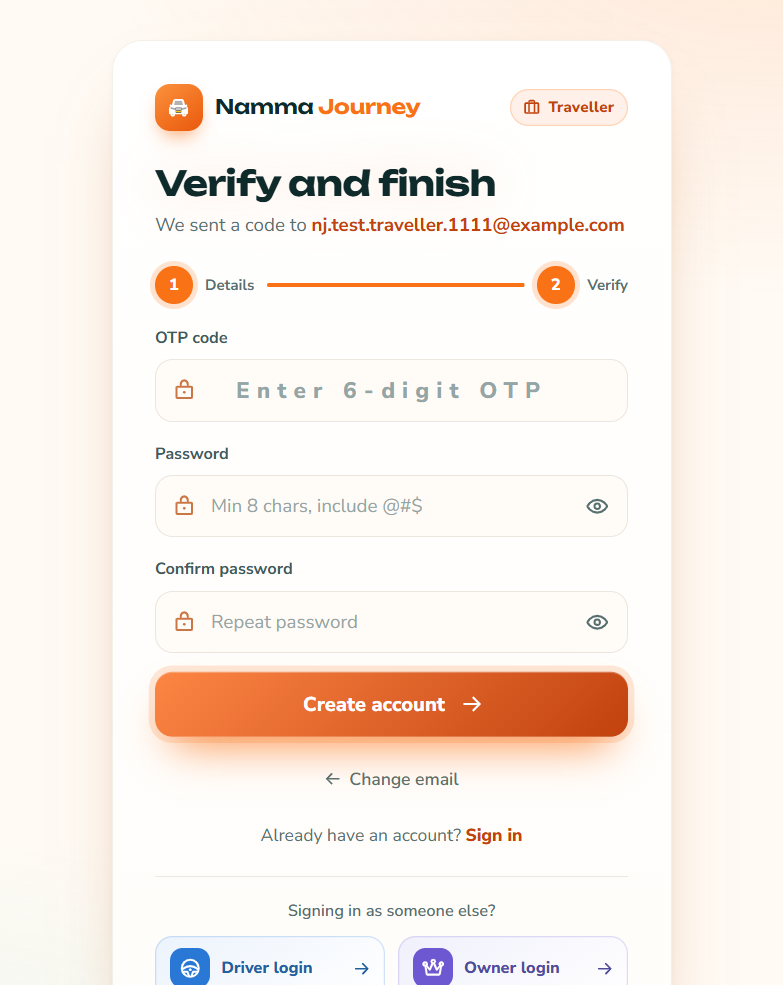 Namma Journey
Traveller
Verify and finish
We sent a code to nj.test.traveller.1111@example.com
1 Details 2 Verify
OTP code
Enter 6-digit OTP
Password
Min 8 chars, include @#$
Confirm password
Repeat password
Create account →
← Change email
Already have an account? Sign in
Signing in as someone else?
Driver login → Owner login →